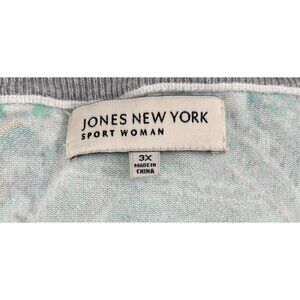 JONES NEW YORK
SPORT WOMAN
3X
MADE IN
CHINA